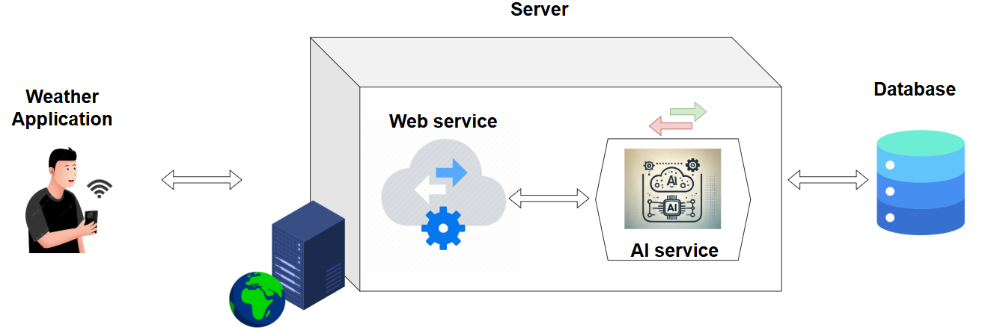 Server
Weather
Application
Web service
AI
AI
AI service
Database